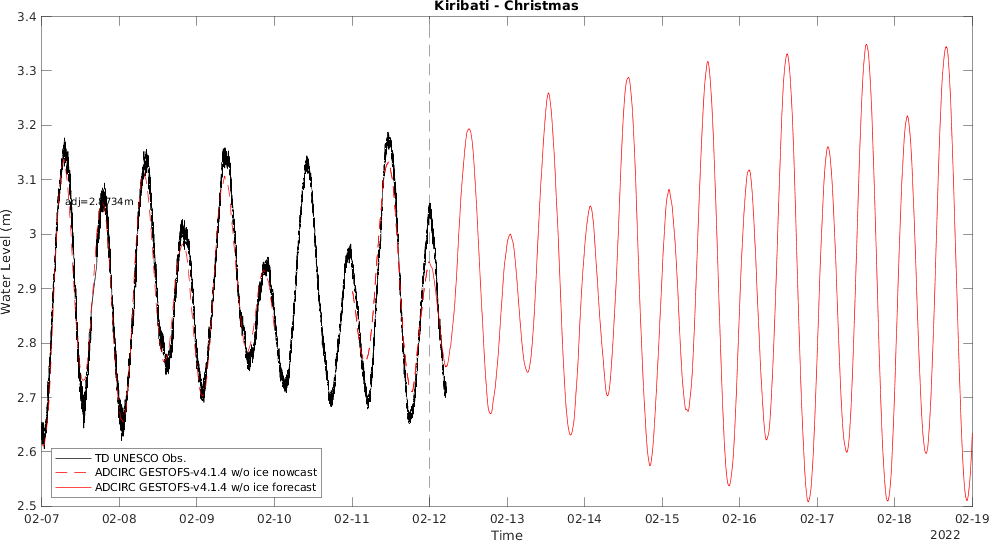 Kiribati - Christmas
3.4
3.3
3.2
3.1
3
2.9
2.8
2.7
2.6
2.5
Water Level (m)
TD UNESCO Obs.
ADCIRC GESTOFS-v4.1.4 w/o ice nowcast
ADCIRC GESTOFS-v4.1.4 w/o ice forecast
02-07 02-08 02-09 02-10 02-11 02-12 02-13 02-14 02-15 02-16 02-17 02-18 02-19
Time
2022